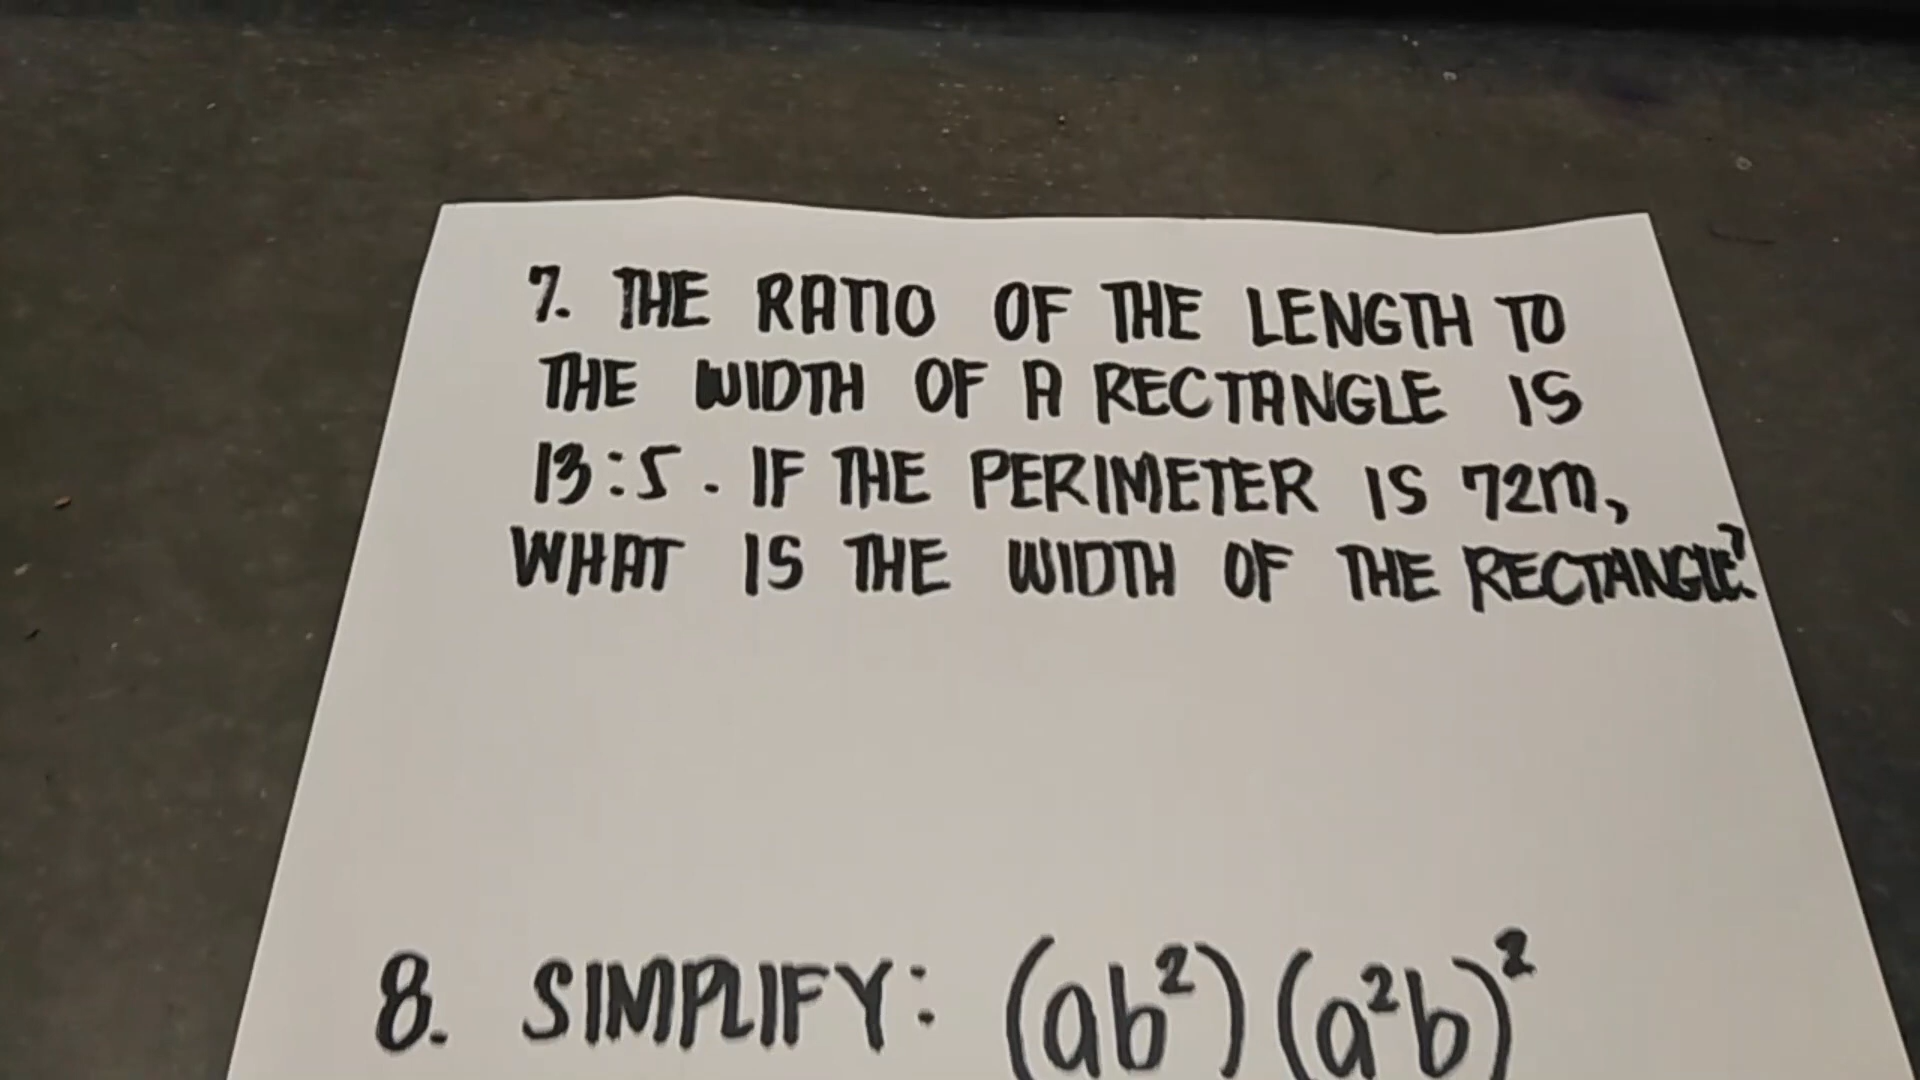 7. THE RATIO OF THE LENGTH TO
THE WIDTH OF A RECTANGLE IS
13:5. IF THE PERIMETER IS 72m,
WHAT IS THE WIDTH OF THE RECTANGLE?
8. SIMPLIFY: (ab²)(a²b)²